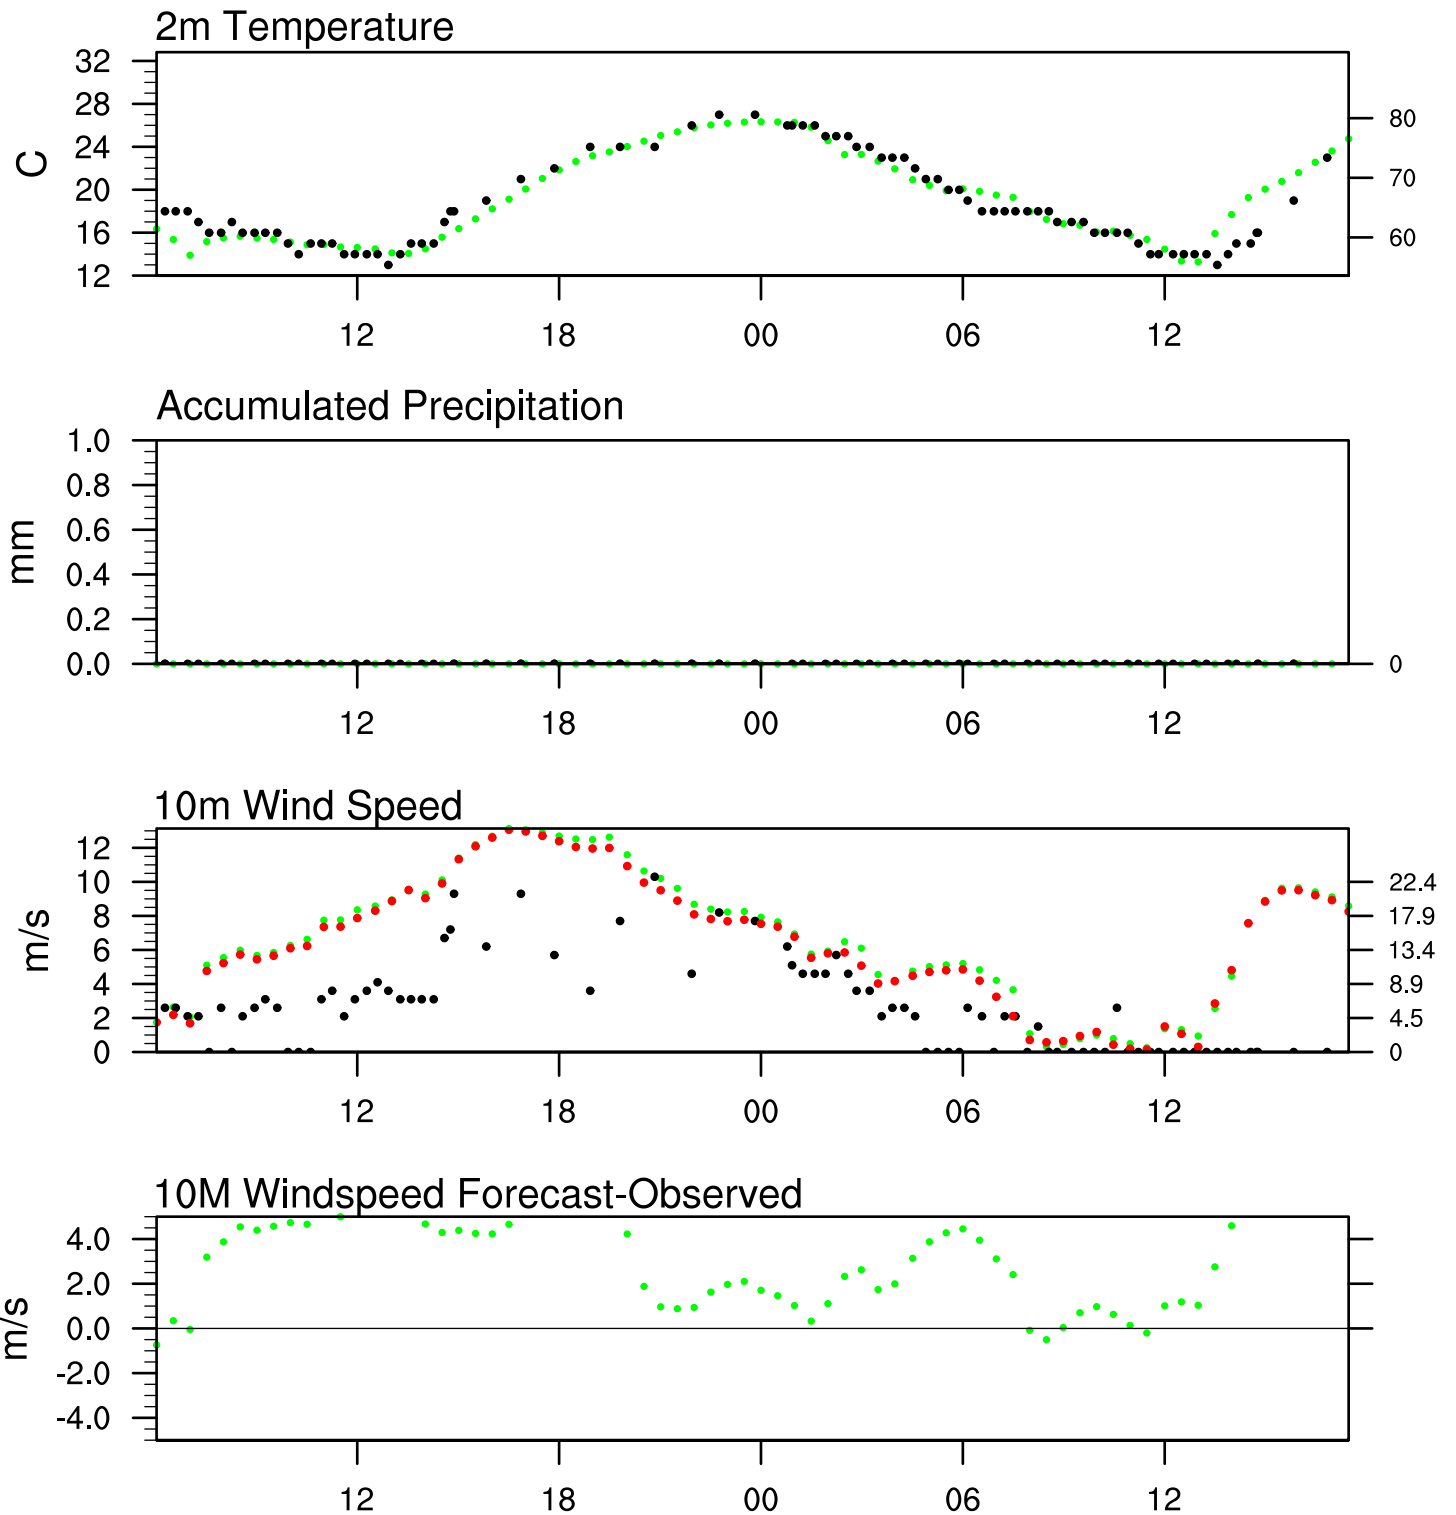 2m Temperature
32
28
24
20
16
12
C
80
70
60
12 18 00 06 12
Accumulated Precipitation
1.0
0.8
0.6
0.4
0.2
0.0
mm
0
12 18 00 06 12
10m Wind Speed
12
10
8
6
4
2
0
m/s
22.4
17.9
13.4
8.9
4.5
0
12 18 00 06 12
10M Windspeed Forecast-Observed
4.0
2.0
0.0
-2.0
-4.0
m/s
12 18 00 06 12